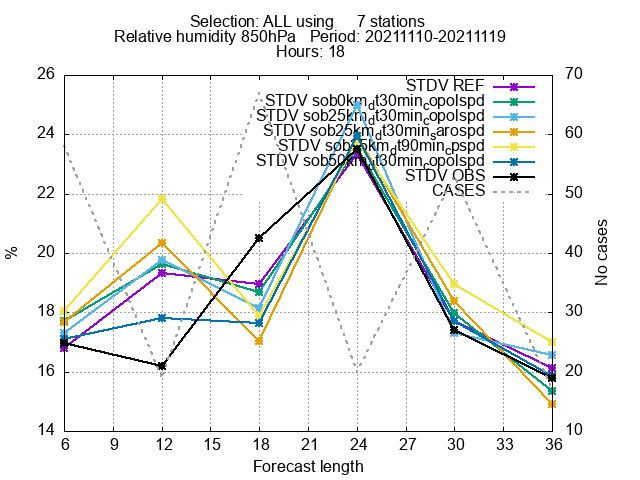 Selection: ALL using 7 stations
Relative humidity 850hPa Period: 20211110-20211119
Hours: 18
STDV REF
STDV sob0km_dt30min_copolspd
STDV sob25km_dt30min_copolspd
STDV sob25km_dt30min_sarospd
STDV sob25km_dt90min_cpspd
STDV sob50km_dt30min_copolspd
STDV OBS
CASES
26
24
22
20
18
16
14
%
70
60
50
40
30
20
10
No cases
6 9 12 15 18 21 24 27 30 33 36
Forecast length